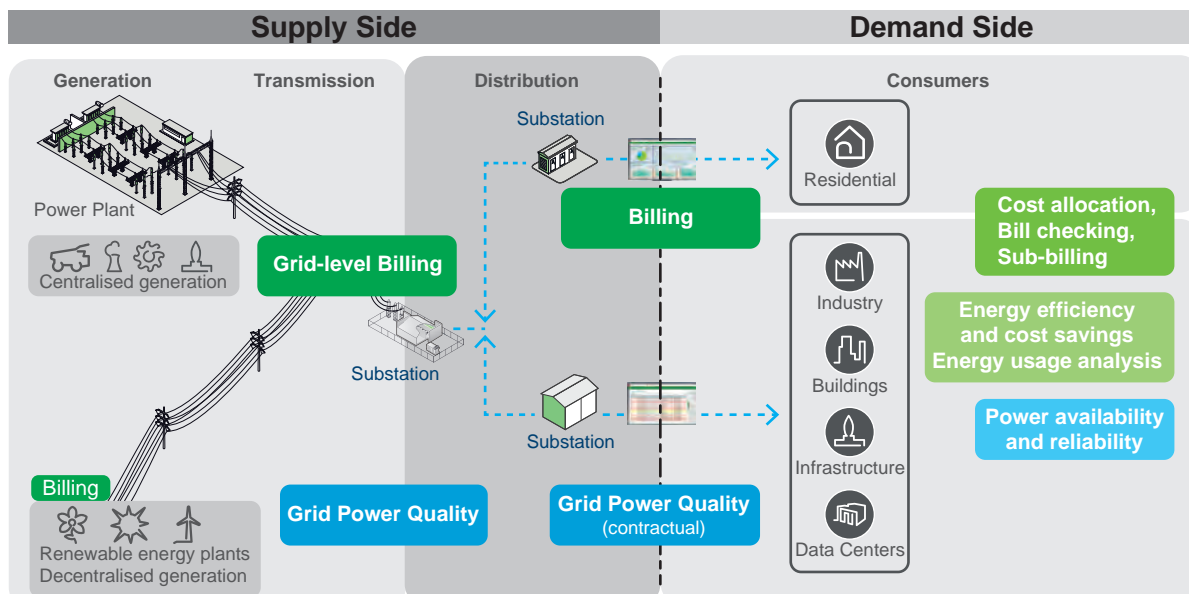 Supply Side
Demand Side
Generation
Transmission
Distribution
Consumers
Power Plant
Centralised generation
Grid-level Billing
Substation
Substation
Billing
Substation
Billing
Renewable energy plants
Decentralised generation
Grid Power Quality
Grid Power Quality
(contractual)
Residential
Industry
Buildings
Infrastructure
Data Centers
Cost allocation,
Bill checking,
Sub-billing
Energy efficiency
and cost savings
Energy usage analysis
Power availability
and reliability